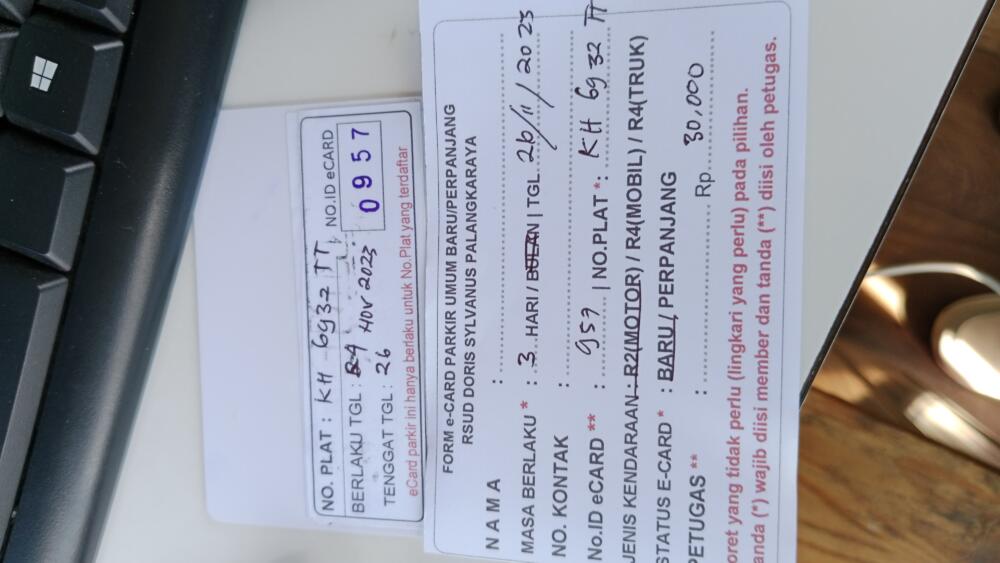 NO. PLAT : KH 6932 TT
BERLAKU TGL : 24 NOV 2023
TENGGAT TGL : 26
NO.ID eCARD
0957
eCard parkir ini hanya berlaku untuk No.Plat yang terdaftar
FORM e-CARD PARKIR UMUM BARU/PERPANJANG
RSUD DORIS SYLVANUS PALANGKARAYA
N A M A :
MASA BERLAKU * : 3 HARI / BULAN | TGL. 26/11/2023
NO. KONTAK :
No.ID eCARD ** : 957 | NO.PLAT * : KH 6932 TT
JENIS KENDARAAN : R2(MOTOR) / R4(MOBIL) / R4(TRUK)
STATUS E-CARD * : BARU / PERPANJANG
PETUGAS ** : Rp. 30,000
oret yang tidak perlu (lingkari yang perlu) pada pilihan.
anda (*) wajib diisi member dan tanda (**) diisi oleh petugas.